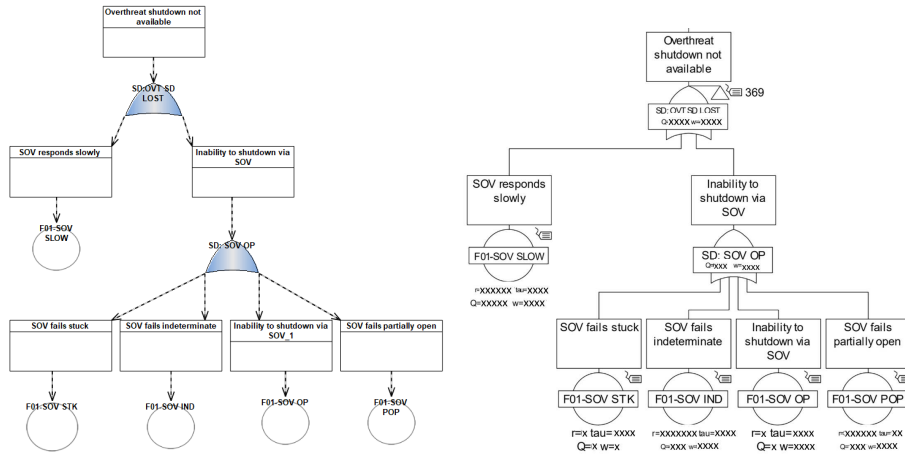 Overthreat shutdown not
available
SD:OVT SD
LOST
SOV responds slowly
Inability to shutdown via
SOV
F01-SOV
SLOW
SD: SOV OP
SOV fails stuck
SOV fails indeterminate
Inability to shutdown via
SOV_1
SOV fails partially open
F01-SOV STK
F01-SOV IND
F01-SOV OP
F01-SOV
POP
Overheat
shutdown not
available
369
SD: OVT SD LOST
Q=XXXX w=XXXX
SOV responds
slowly
Inability to
shutdown via
SOV
F01-SOV SLOW
r=XXXXXX tau=XXXX
Q=XXXXX w=XXXX
SD: SOV OP
Q=XXX w=XXXX
SOV fails stuck
SOV fails
indeterminate
Inability to
shutdown via
SOV
SOV fails
partially open
F01-SOV STK
F01-SOV IND
F01-SOV OP
F01-SOV POP
r=x tau=XXXX
Q=x w=x
r=XXXXXXX tau=XXXX
Q=XXX w=XXXX
r=x tau=XXXX
Q=x w=XXXX
r=XXXXXX tau=XX
Q=XXX w=XXXX